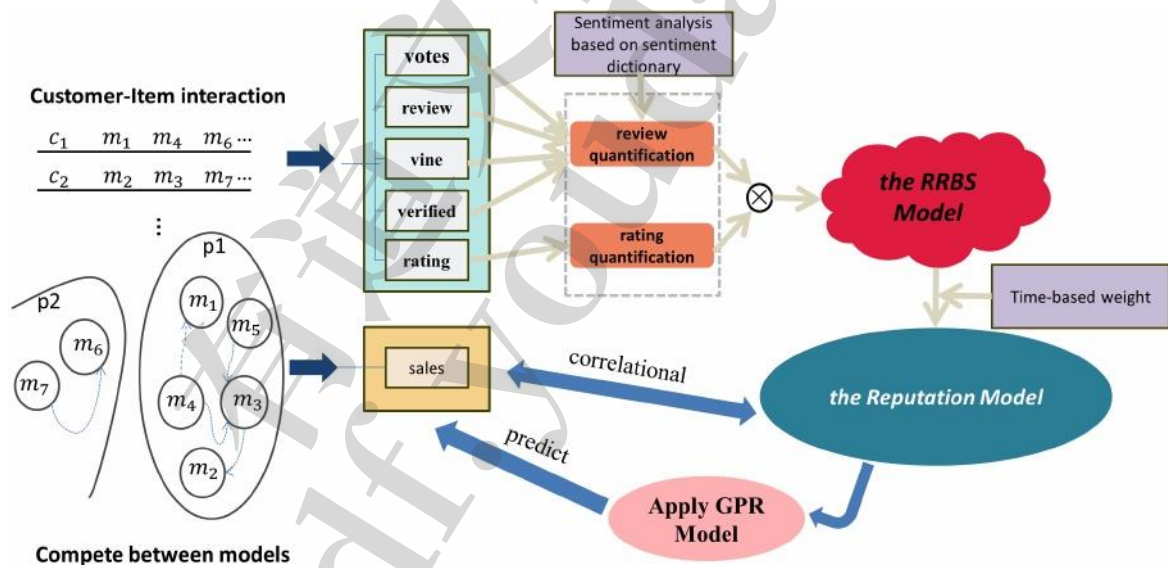 Customer-Item interaction
c₁ m₁ m₄ m₆ ...
c₂ m₂ m₃ m₇ ...
...
p1
p2
m₁
m₅
m₆
m₇
m₄
m₃
m₂
Compete between models
votes
review
vine
verified
rating
sales
Sentiment analysis
based on sentiment
dictionary
review
quantification
rating
quantification
⊗
the RRBS
Model
Time-based weight
the Reputation Model
correlational
predict
Apply GPR
Model